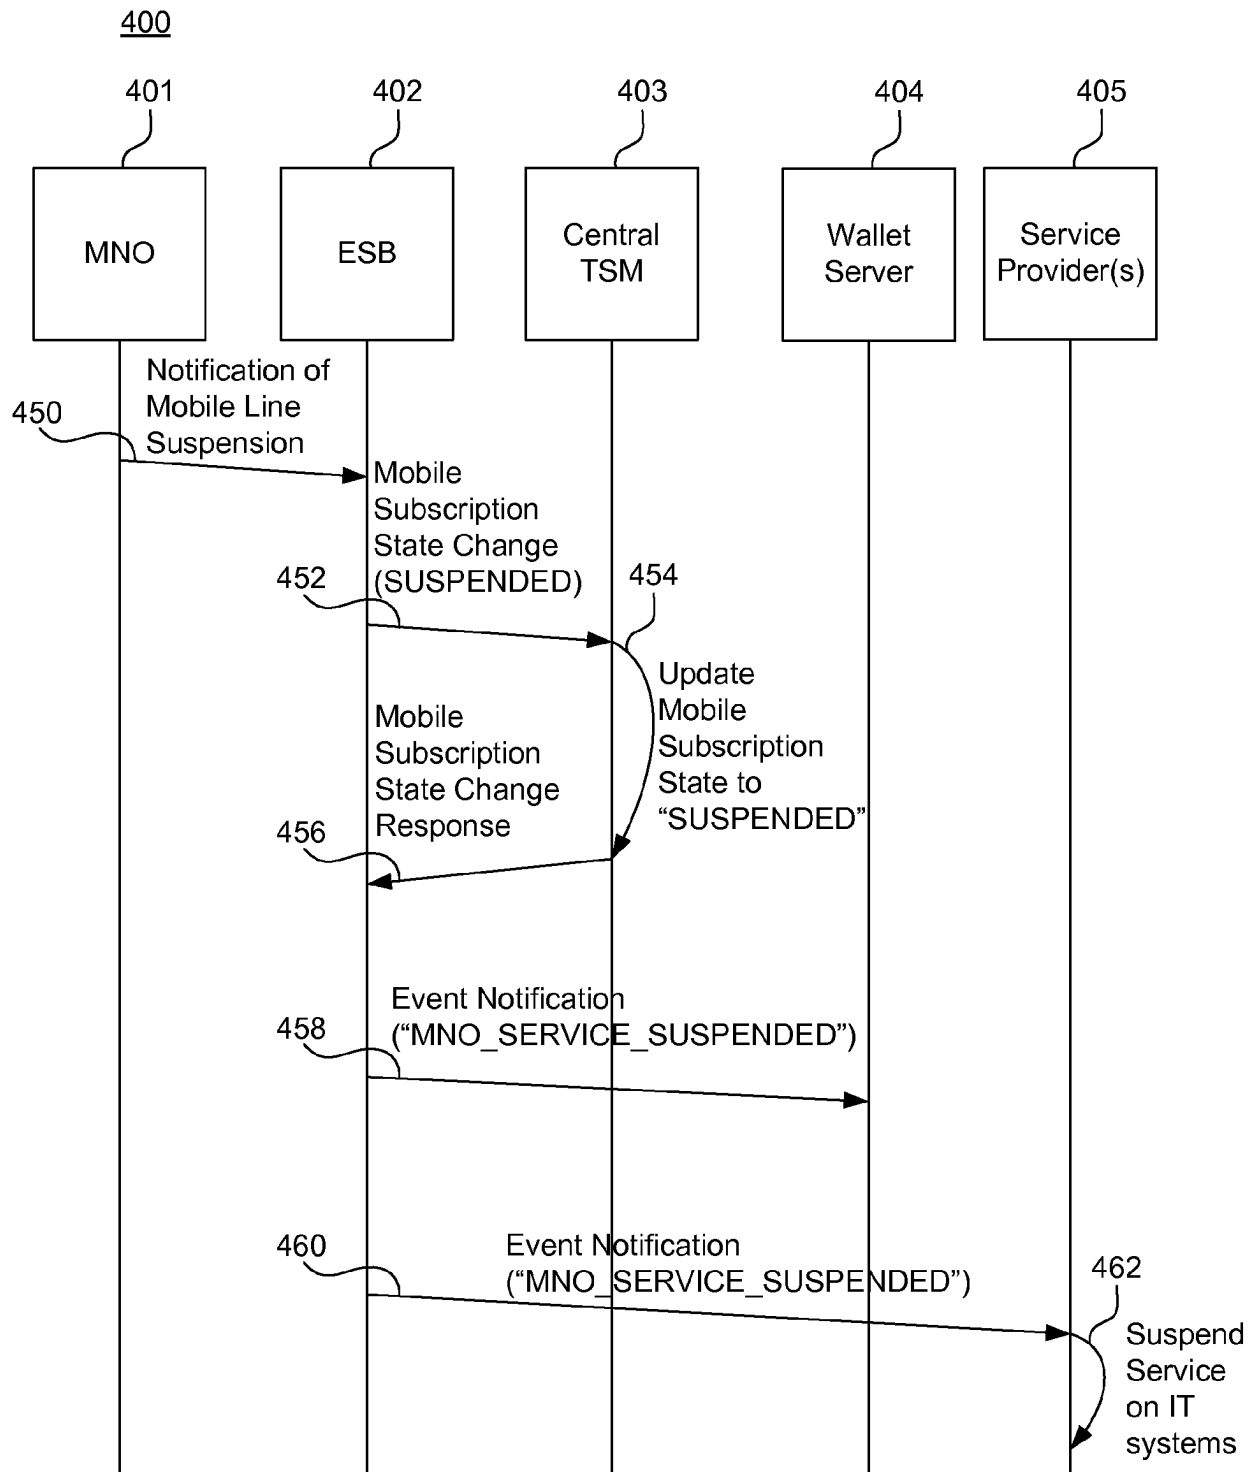 400
401
402
403
404
405
MNO
ESB
Central
TSM
Wallet
Server
Service
Provider(s)
Notification of
Mobile Line
Suspension
450
Mobile
Subscription
State Change
(SUSPENDED)
452
454
Update
Mobile
Subscription
State to
“SUSPENDED”
Mobile
Subscription
State Change
Response
456
Event Notification
(“MNO_SERVICE_SUSPENDED”)
458
Event Notification
(“MNO_SERVICE_SUSPENDED”)
460
462
Suspend
Service
on IT
systems